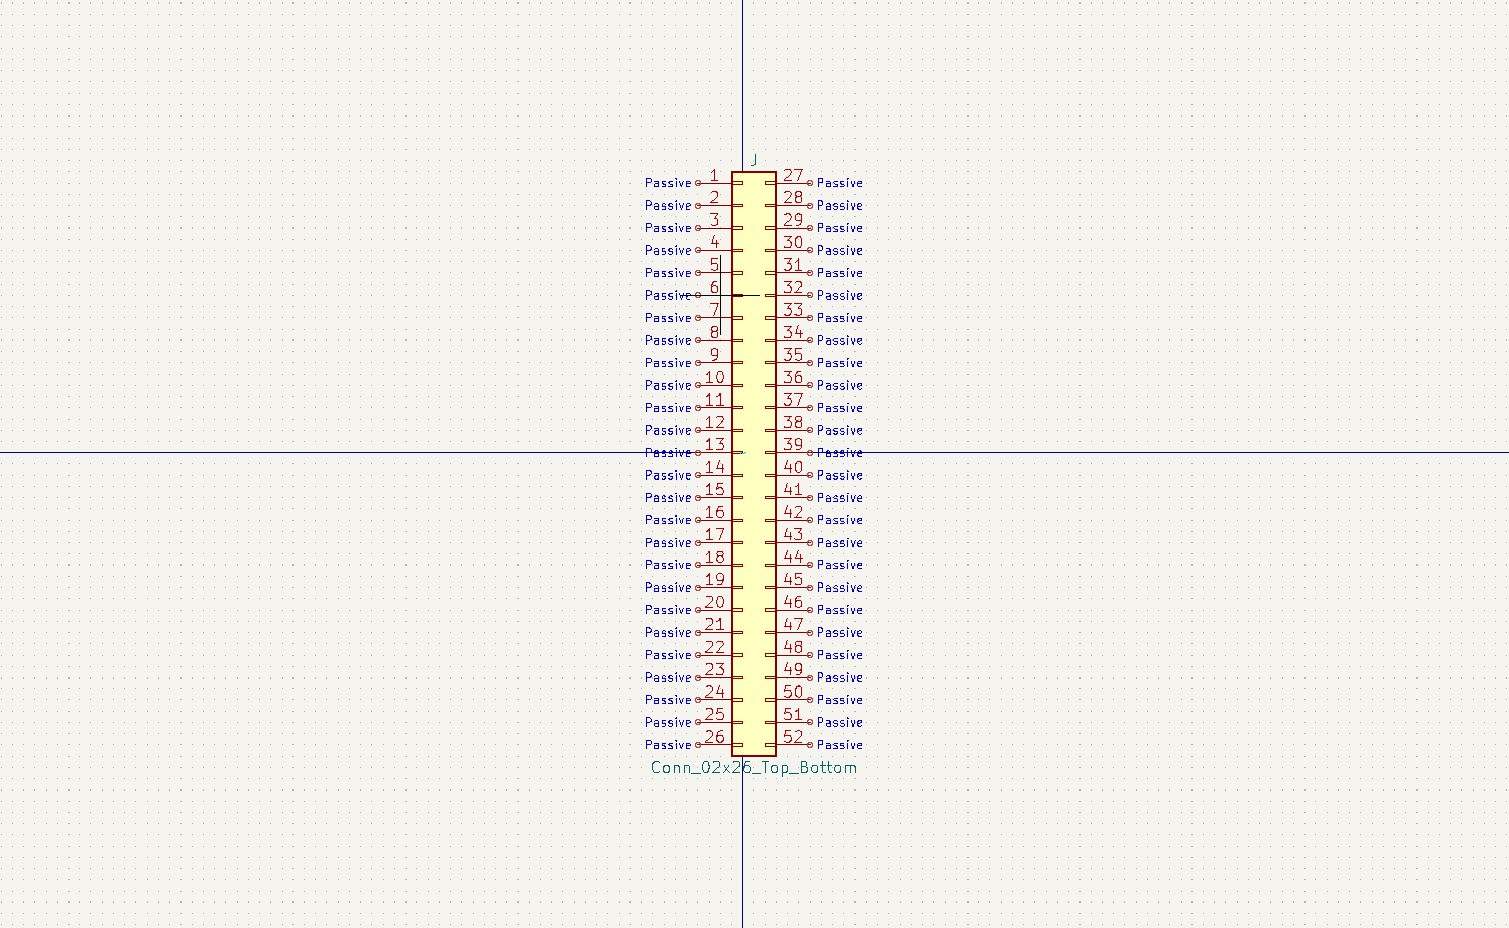 J
Passive 1 27 Passive
Passive 2 28 Passive
Passive 3 29 Passive
Passive 4 30 Passive
Passive 5 31 Passive
Passive 6 32 Passive
Passive 7 33 Passive
Passive 8 34 Passive
Passive 9 35 Passive
Passive 10 36 Passive
Passive 11 37 Passive
Passive 12 38 Passive
Passive 13 39 Passive
Passive 14 40 Passive
Passive 15 41 Passive
Passive 16 42 Passive
Passive 17 43 Passive
Passive 18 44 Passive
Passive 19 45 Passive
Passive 20 46 Passive
Passive 21 47 Passive
Passive 22 48 Passive
Passive 23 49 Passive
Passive 24 50 Passive
Passive 25 51 Passive
Passive 26 52 Passive
Conn_02x26_Top_Bottom